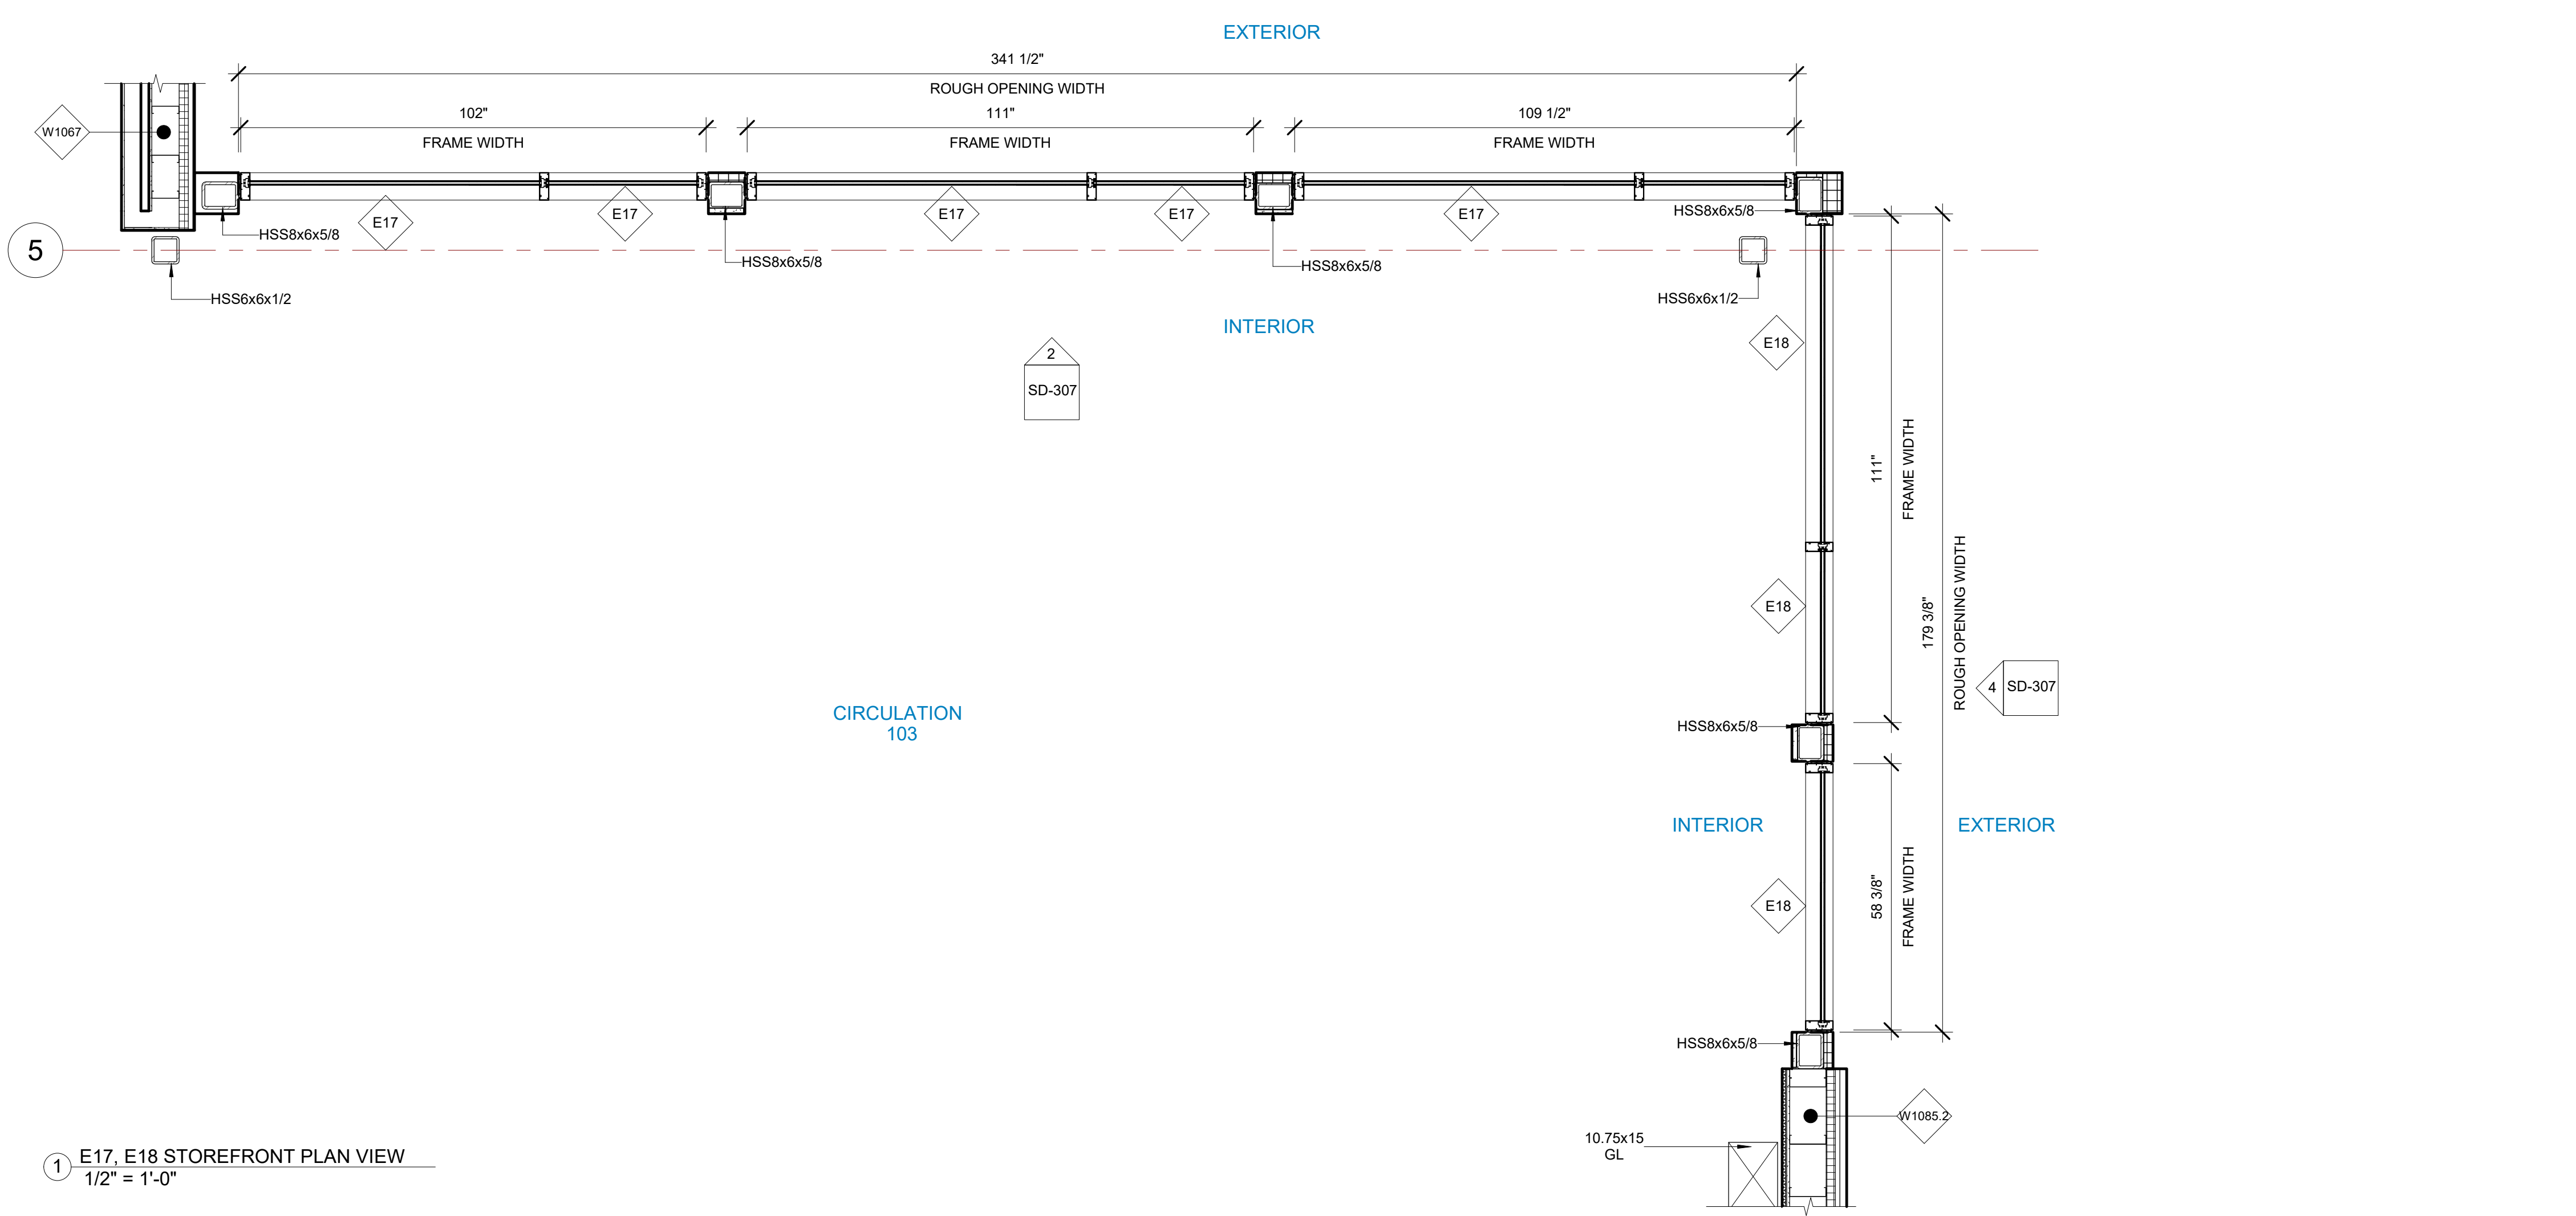 EXTERIOR
341 1/2"
ROUGH OPENING WIDTH
102"
FRAME WIDTH
111"
FRAME WIDTH
109 1/2"
FRAME WIDTH
W1067
E17
E17
E17
E17
E17
HSS8x6x5/8
HSS8x6x5/8
HSS8x6x5/8
HSS8x6x5/8
5
HSS6x6x1/2
HSS6x6x1/2
INTERIOR
2
SD-307
E18
111"
FRAME WIDTH
E18
179 3/8"
ROUGH OPENING WIDTH
4
SD-307
CIRCULATION
103
HSS8x6x5/8
INTERIOR
EXTERIOR
E18
58 3/8"
FRAME WIDTH
HSS8x6x5/8
W1085.2
10.75x15
GL
1
E17, E18 STOREFRONT PLAN VIEW
1/2" = 1'-0"